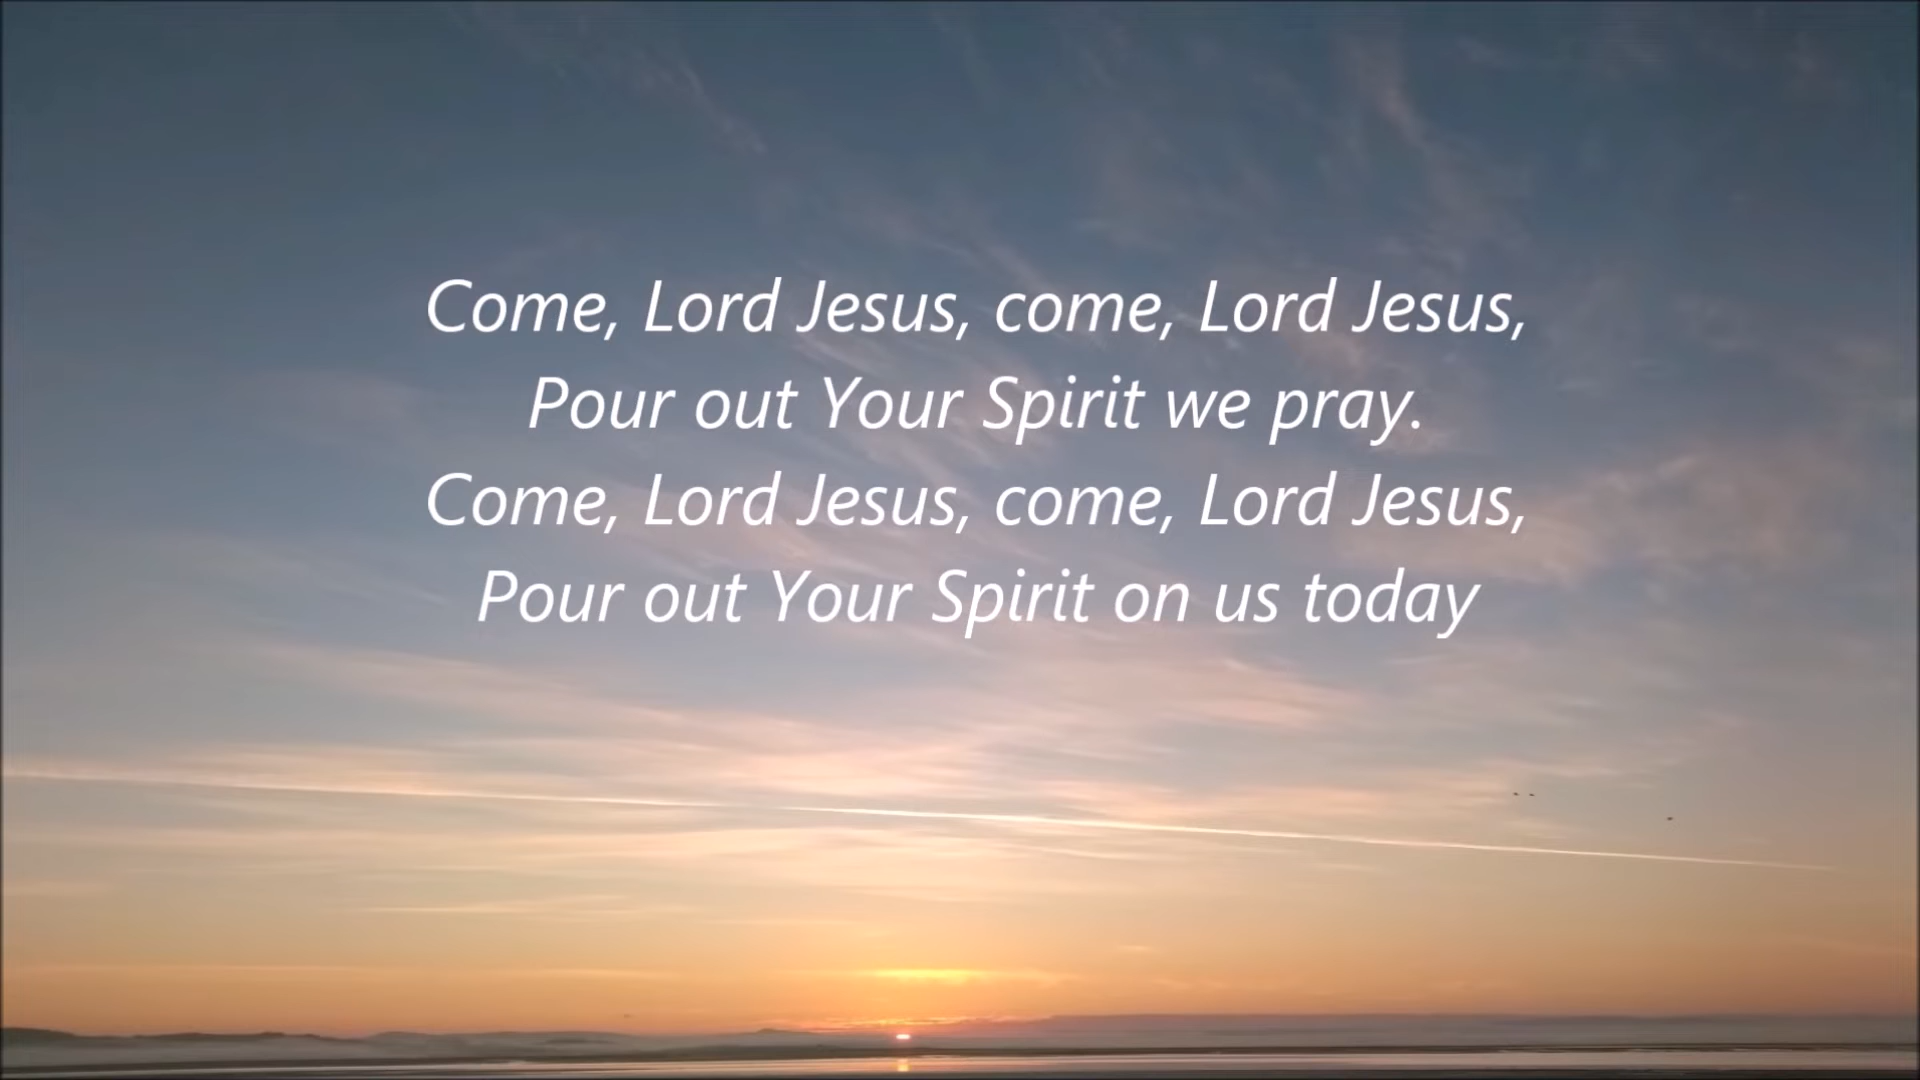 Come, Lord Jesus, come, Lord Jesus,
Pour out Your Spirit we pray.
Come, Lord Jesus, come, Lord Jesus,
Pour out Your Spirit on us today